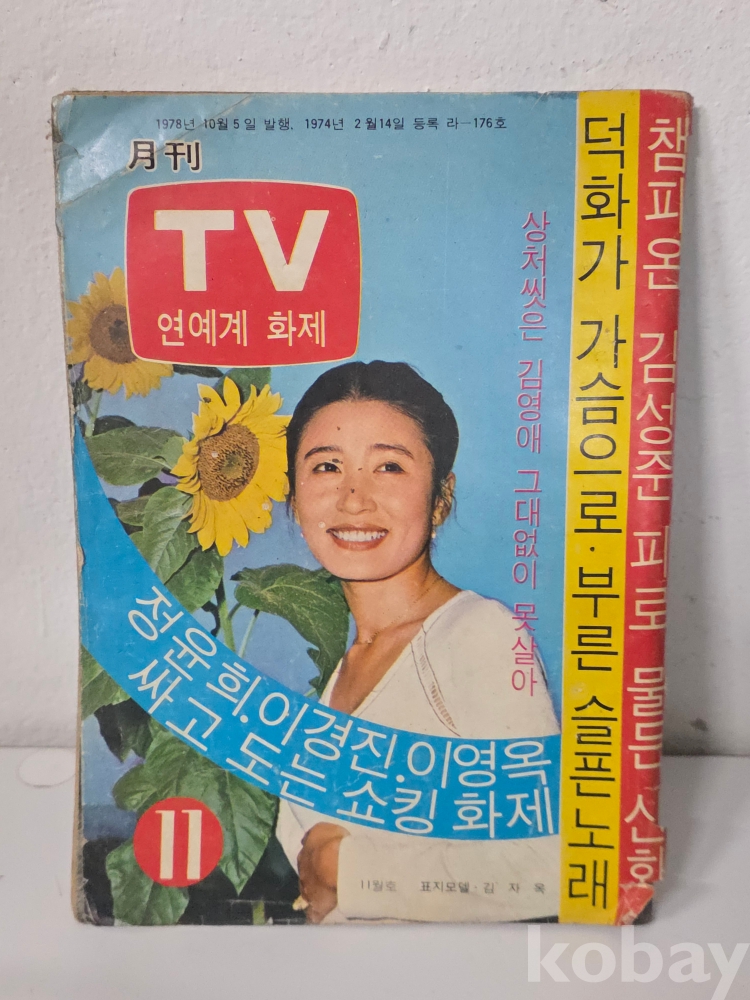 1978년 10월 5일 발행, 1974년 2월14일 등록 라-176호
月刊
TV
연예계 화제
챔피온 김성준 피로 물든 신화
덕화가 가슴으로·부른 슬픈노래
상처씻은 김영애 그대없이 못살아
정윤희.이경진.이영옥
싸고 도는 쇼킹 화제
11
11월호 표지모델·김자옥
kobay